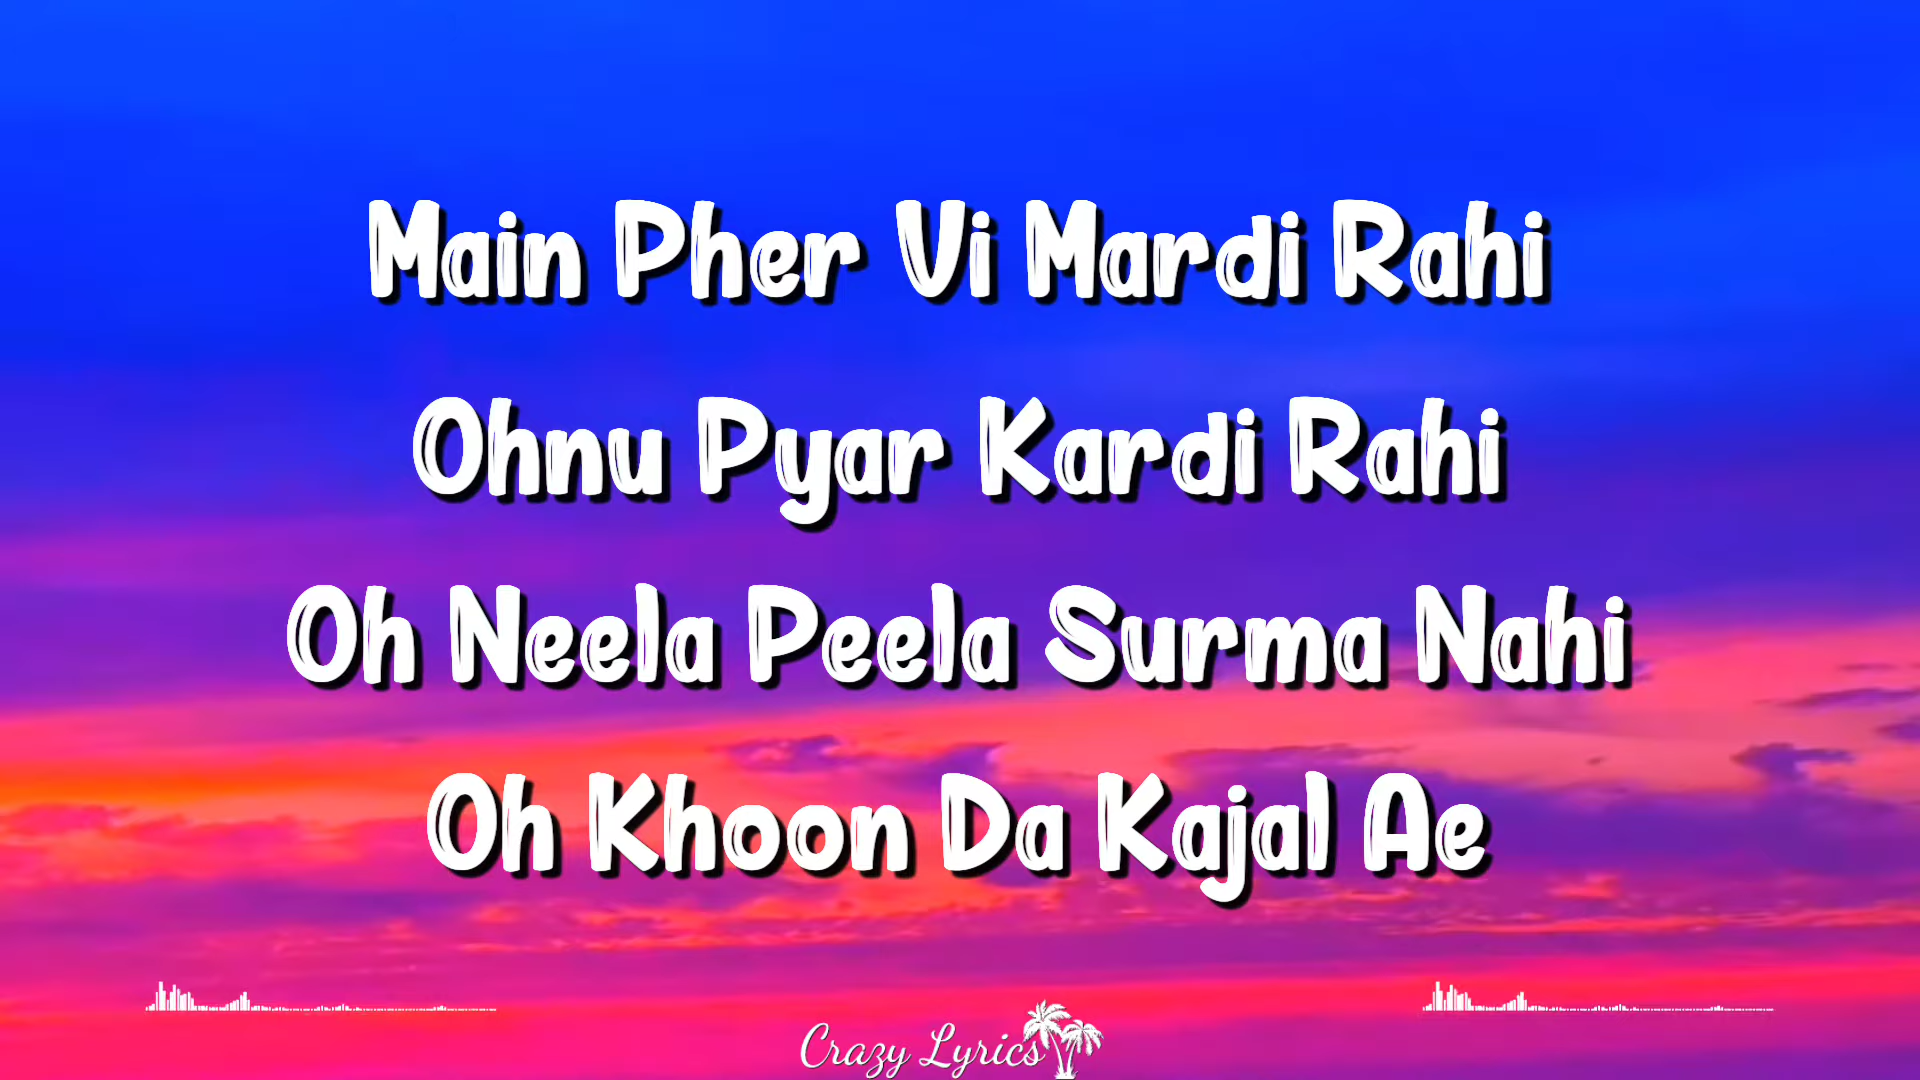 Main Pher Vi Mardi Rahi
Ohnu Pyar Kardi Rahi
Oh Neela Peela Surma Nahi
Oh Khoon Da Kajal Ae
Crazy Lyrics